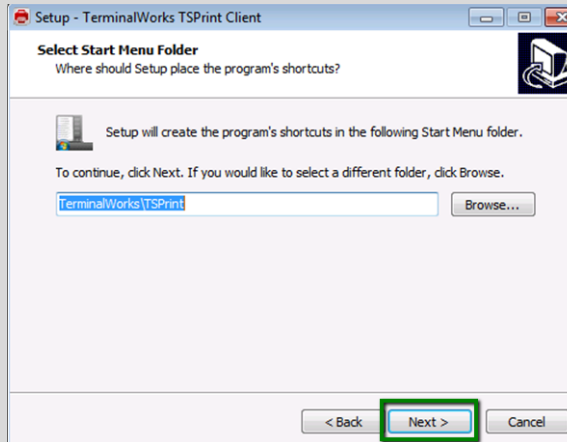 Setup - TerminalWorks TSPrint Client
Select Start Menu Folder
Where should Setup place the program's shortcuts?
Setup will create the program's shortcuts in the following Start Menu folder.
To continue, click Next. If you would like to select a different folder, click Browse.
TerminalWorks\TSPrint
Browse...
< Back
Next >
Cancel